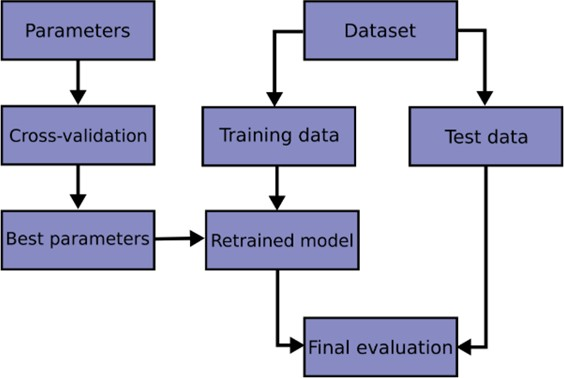 Parameters
Dataset
Cross-validation
Training data
Test data
Best parameters
Retrained model
Final evaluation